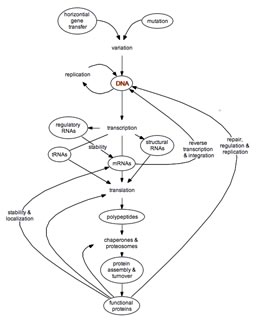 horizontial
gene
transfer
mutation
variation
replication
DNA
transcription
regulatory
RNAs
stability
structural
RNAs
tRNAs
mRNAs
reverse
transcription
& integration
repair,
regulation &
replication
translation
stability &
localization
polypeptides
chaperones &
proteosomes
protein
assembly &
turnover
functional
proteins